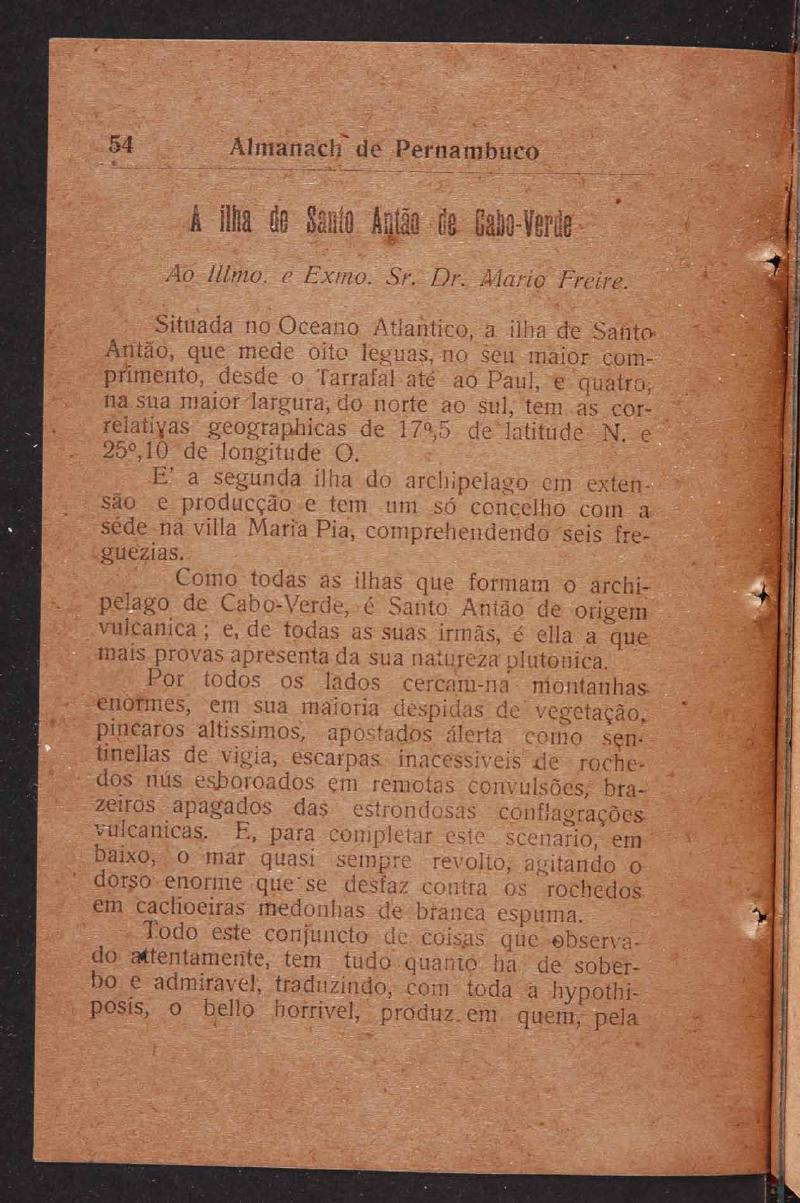 54 Almanach de Pernambuco
A ilha de Santo Antão de Cabo-Verde
Ao Illmo. e Exmo. Sr. Dr. Mario Freire.
Situada no Oceano Atlantico, a ilha de Santo
Antão, que mede oito leguas, no seu maior com-
primento, desde o Tarrafal até ao Paul, e quatro,
na sua maior largura, do norte ao sul, tem as cor-
relativas geographicas de 17º,5 de latitude N. e
25º,10 de longitude O.
E' a segunda ilha do archipelago em exten-
são e producção e tem um só concelho com a
séde na villa Maria Pia, comprehendendo seis fre-
guezias.
Como todas as ilhas que formam o archi-
pelago de Cabo-Verde, é Santo Antão de origem
vulcanica ; e, de todas as suas irmãs, é ella a que
mais provas apresenta da sua natureza plutonica.
Por todos os lados cercam-na montanhas
enormes, em sua maioria despidas de vegetação,
pincaros altissimos, apostados álerta como sen-
tinellas de vigia, escarpas inacessiveis de roche-
dos nús esboroados em remotas convulsões, bra-
zeiros apagados das estrondosas conflagrações
vulcanicas. E, para completar este scenario, em
baixo, o mar quasi sempre revolto, agitando o
dorso enorme que se desfaz contra os rochedos
em cachoeiras medonhas de branca espuma.
Todo este conjuncto de coisas que observa-
do attentamente, tem tudo quanto ha de sober-
bo e admiravel, traduzindo, com toda a hypothi-
posis, o bello horrivel, produz em quem, pela